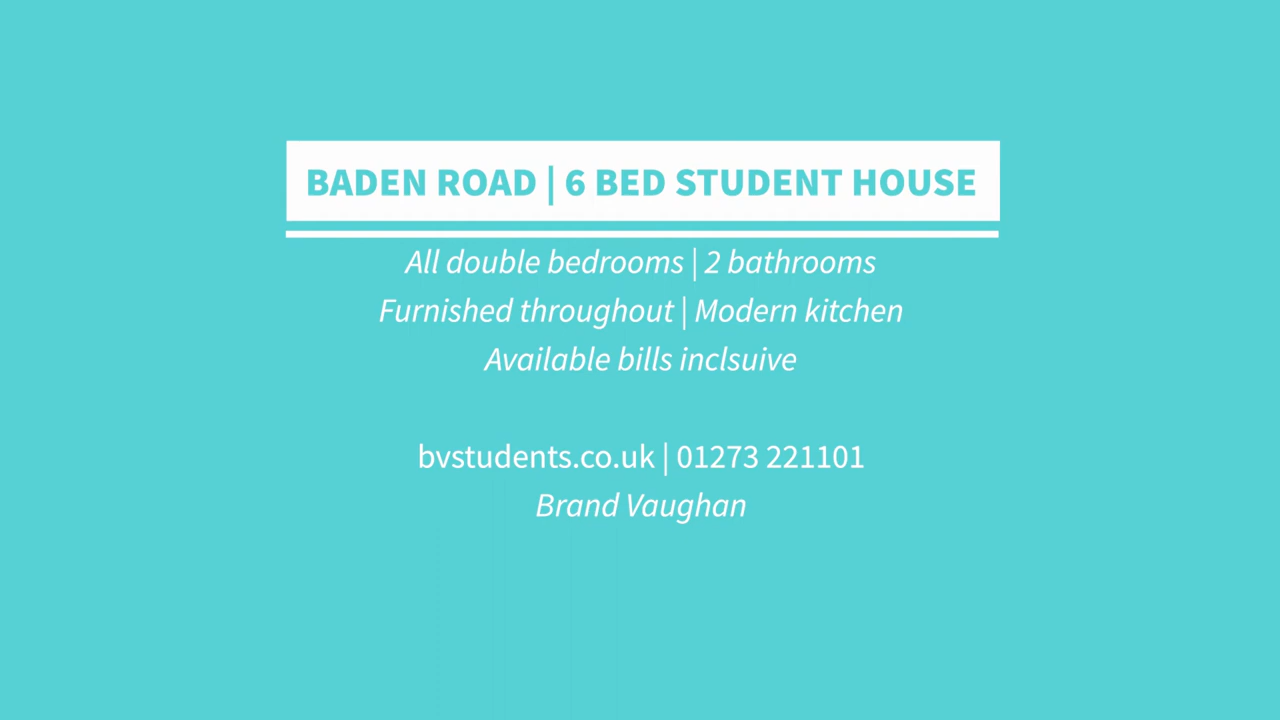 BADEN ROAD | 6 BED STUDENT HOUSE
All double bedrooms | 2 bathrooms
Furnished throughout | Modern kitchen
Available bills inclsuive
bvstudents.co.uk | 01273 221101
Brand Vaughan